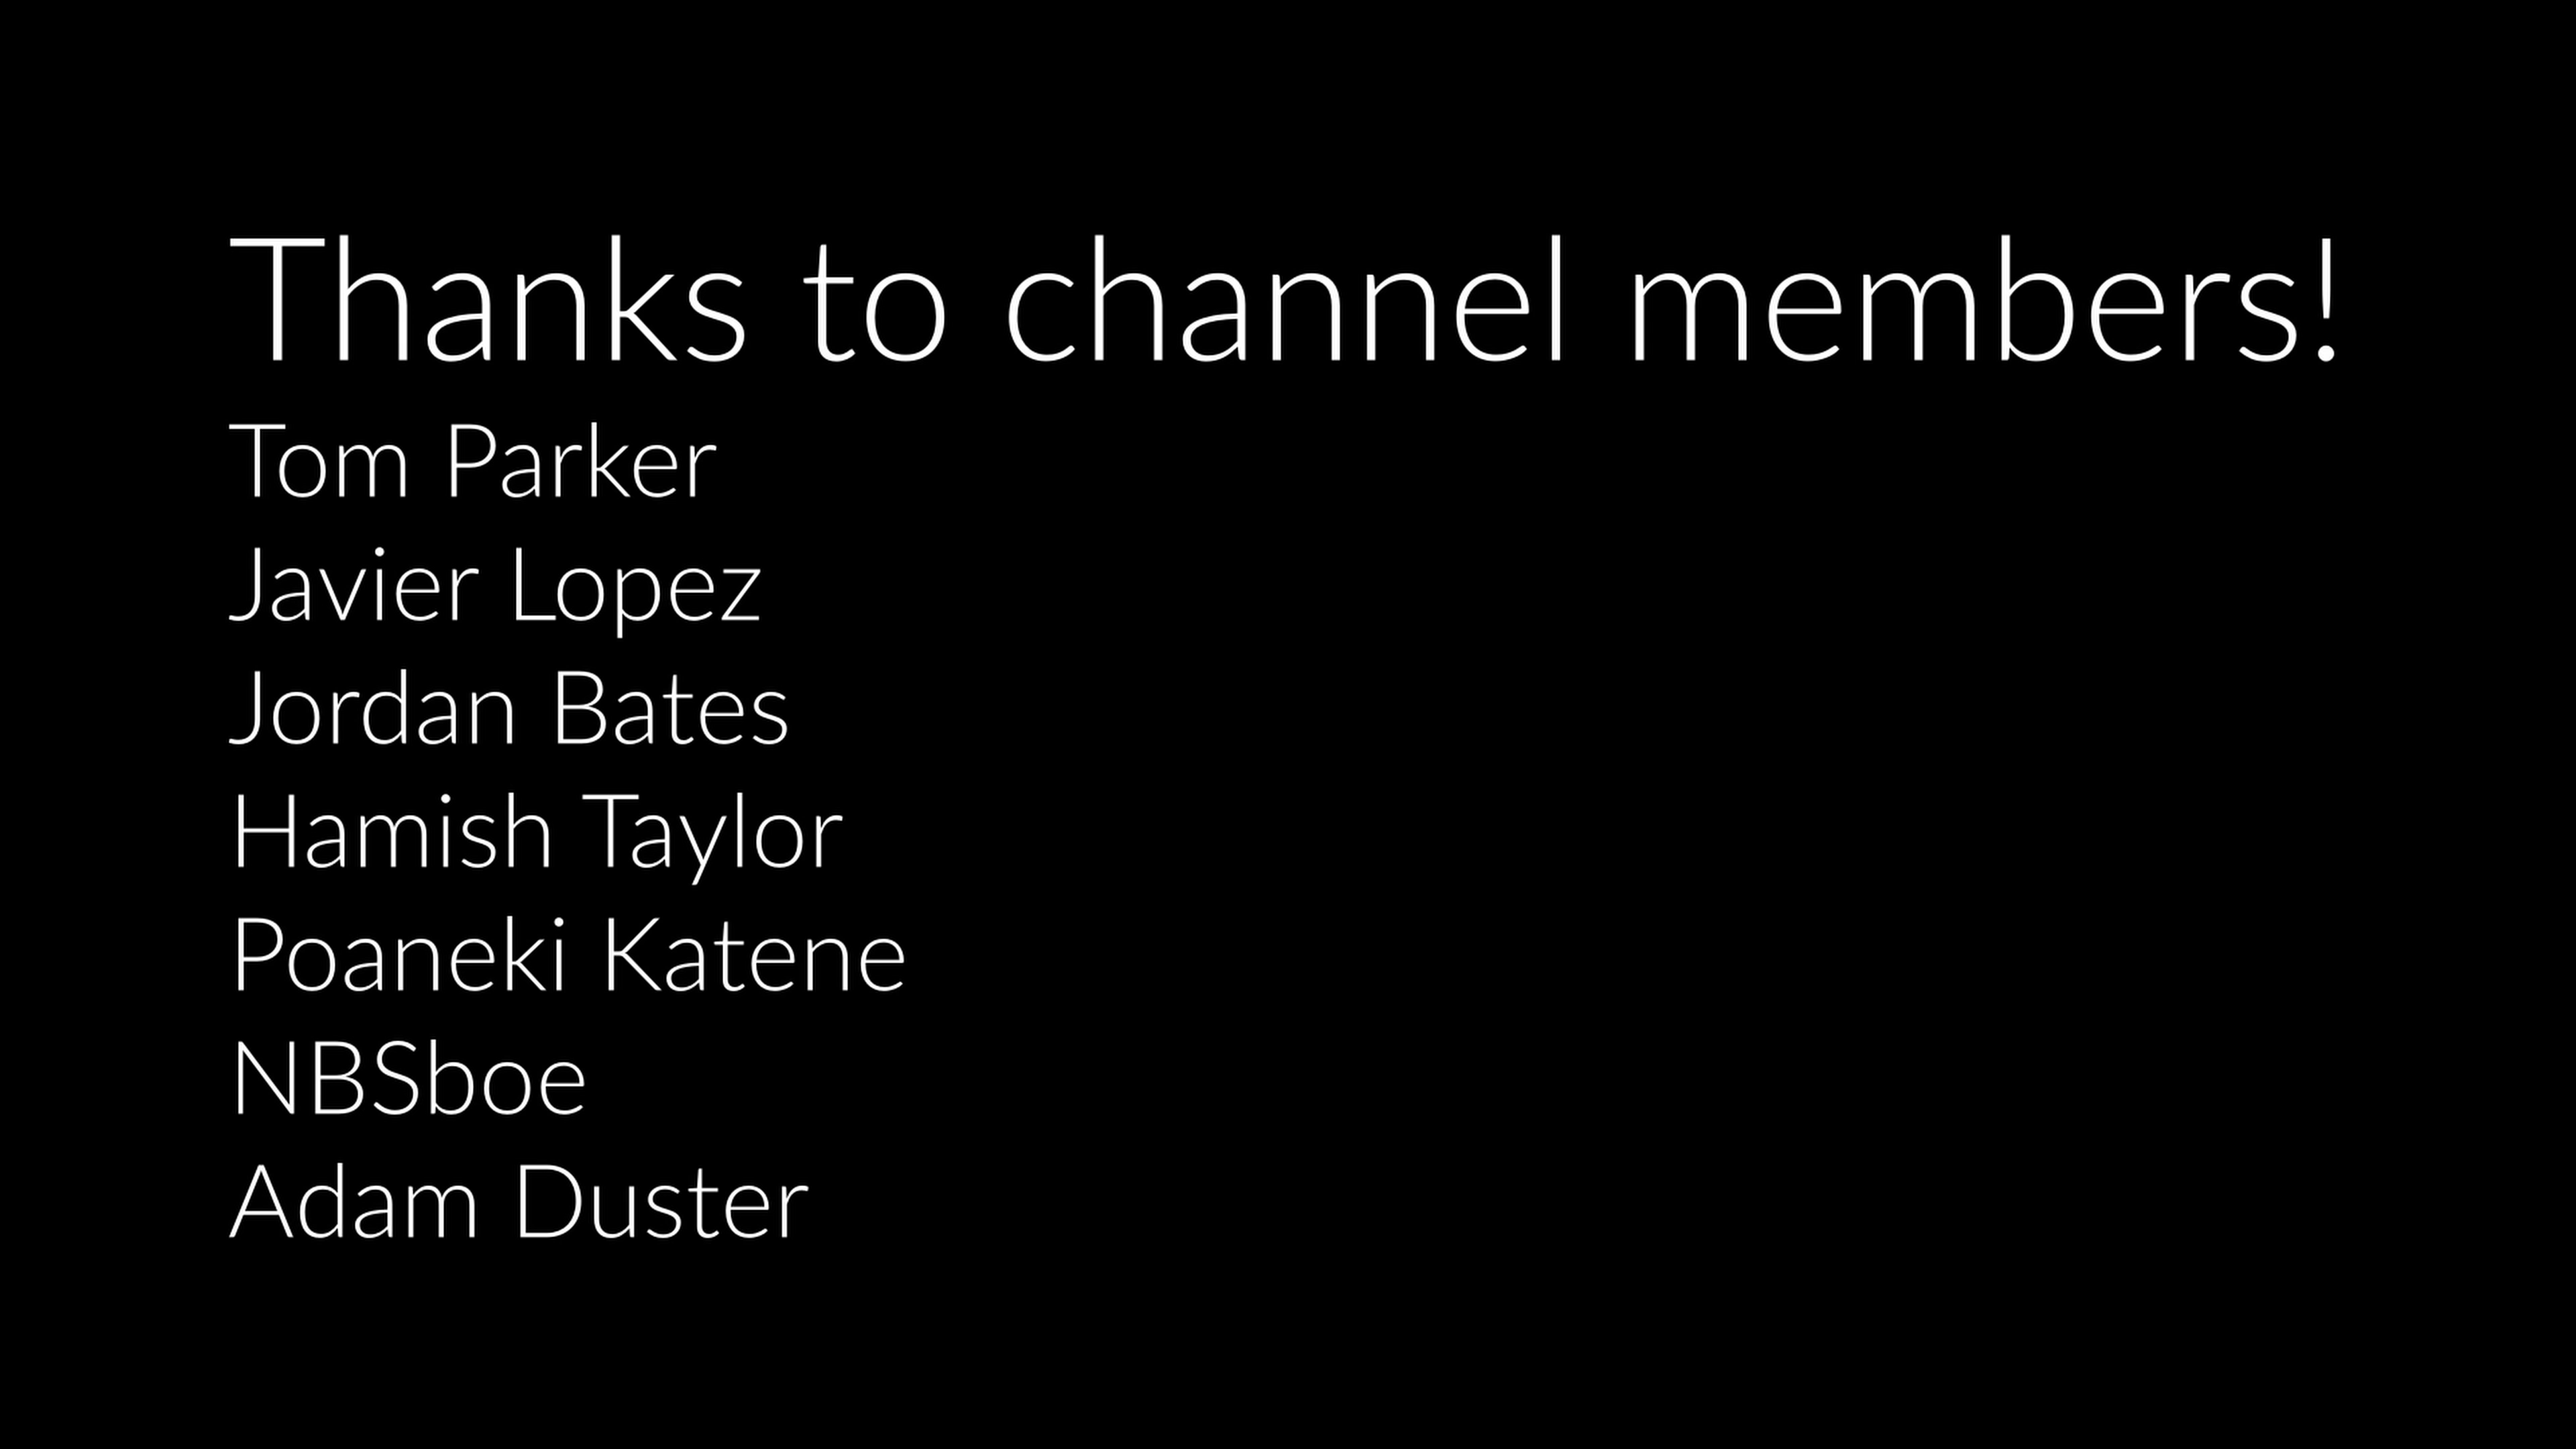 Thanks to channel members!
Tom Parker
Javier Lopez
Jordan Bates
Hamish Taylor
Poaneki Katene
NBSboe
Adam Duster